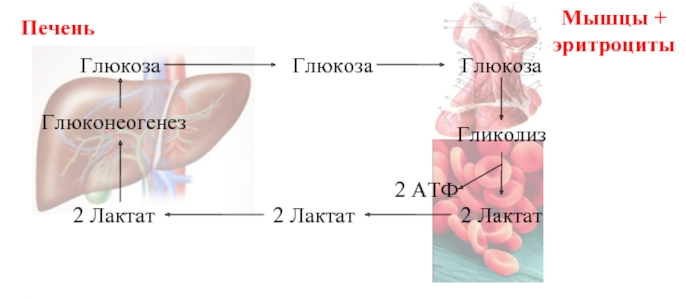 Печень
Мышцы +
эритроциты
Глюкоза Глюкоза Глюкоза
Глюконеогенез
Гликолиз
2 АТФ
2 Лактат 2 Лактат 2 Лактат